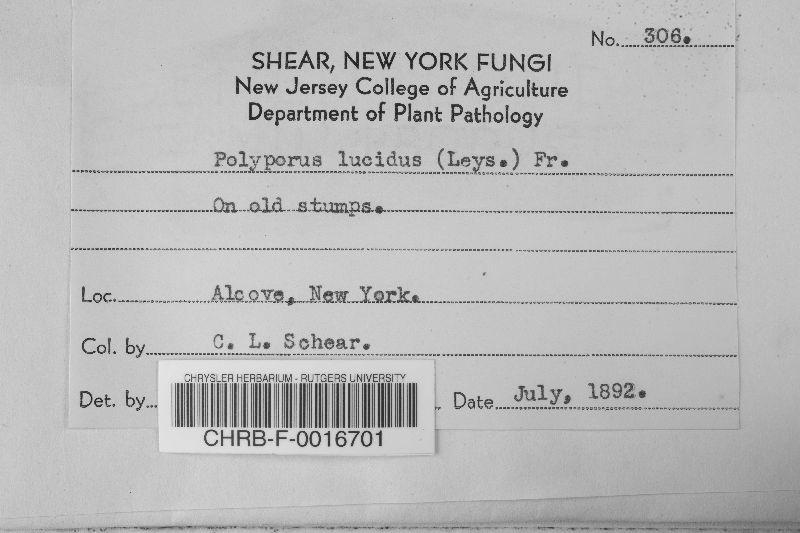 No. 306.
SHEAR, NEW YORK FUNGI
New Jersey College of Agriculture
Department of Plant Pathology
Polyporus lucidus (Leys.) Fr.
On old stumps.
Loc. Alcove, New York.
Col. by C. L. Schear.
Det. by Date July, 1892.
CHRYSLER HERBARIUM - RUTGERS UNIVERSITY
CHRB-F-0016701